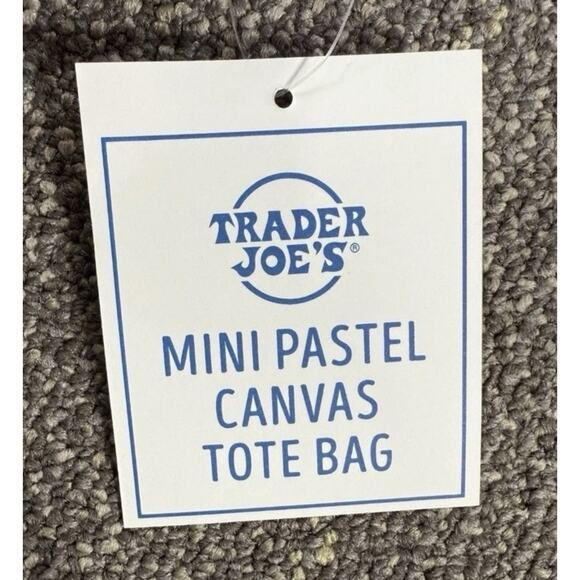 TRADER
JOE'S®
MINI PASTEL
CANVAS
TOTE BAG